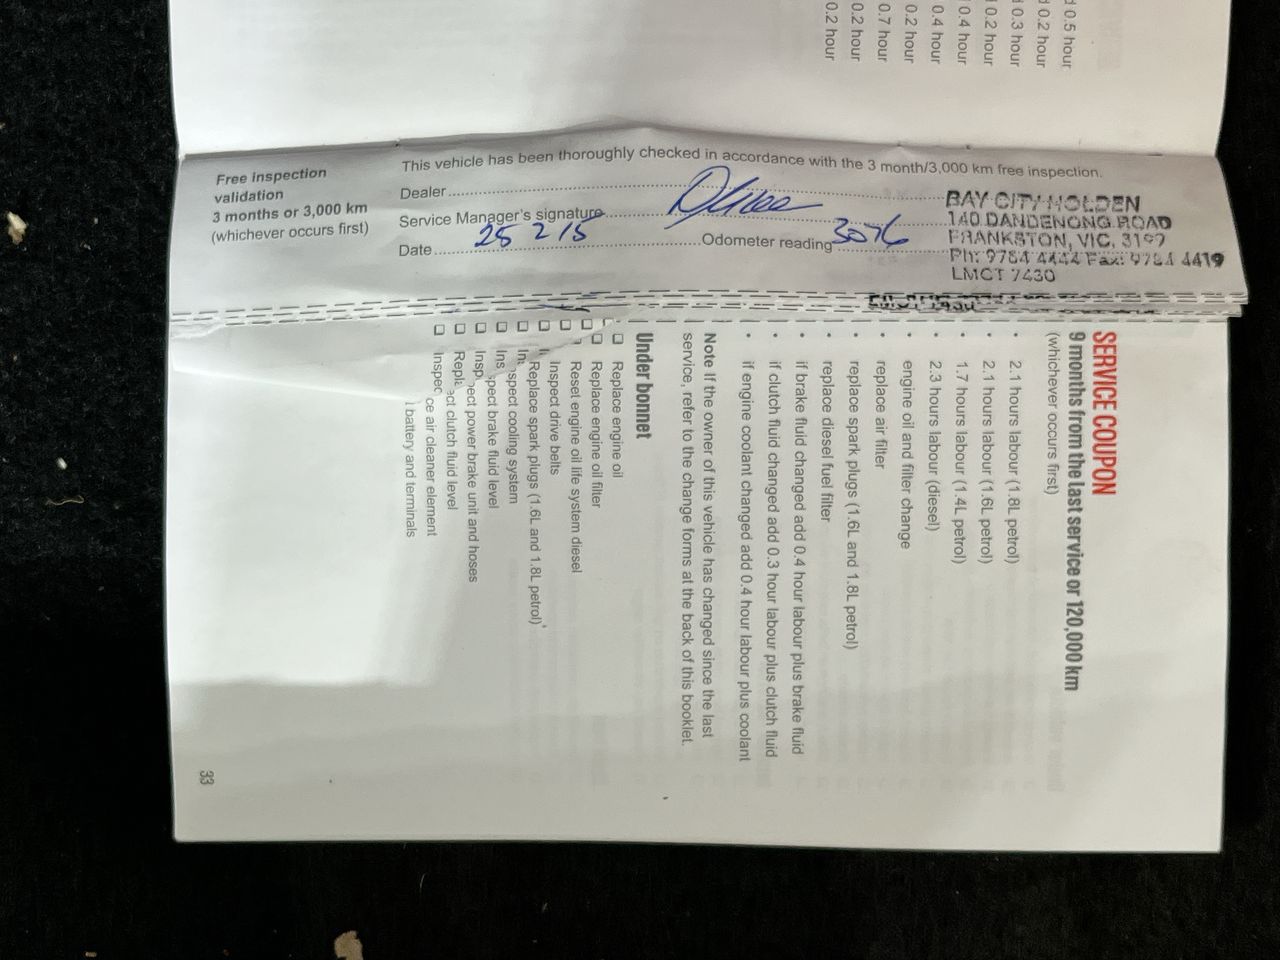 d 0.5 hour
d 0.2 hour
d 0.3 hour
d 0.2 hour
0.4 hour
0.4 hour
0.2 hour
0.7 hour
0.2 hour
0.2 hour
Free inspection
validation
3 months or 3,000 km
(whichever occurs first)
This vehicle has been thoroughly checked in accordance with the 3 month/3,000 km free inspection.
Dealer
Service Manager's signature
Date 25 2 15 Odometer reading 3076
BAY CITY HOLDEN
140 DANDENONG ROAD
FRANKSTON, VIC. 3197
Ph: 9784 4444 Fax: 9784 4419
LMCT 7430
SERVICE COUPON
9 months from the last service or 120,000 km
(whichever occurs first)
• 2.1 hours labour (1.8L petrol)
• 2.1 hours labour (1.6L petrol)
• 1.7 hours labour (1.4L petrol)
• 2.3 hours labour (diesel)
• engine oil and filter change
• replace air filter
• replace spark plugs (1.6L and 1.8L petrol)
• replace diesel fuel filter
• if brake fluid changed add 0.4 hour labour plus brake fluid
• if clutch fluid changed add 0.3 hour labour plus clutch fluid
• if engine coolant changed add 0.4 hour labour plus coolant
Note If the owner of this vehicle has changed since the last
service, refer to the change forms at the back of this booklet.
Under bonnet
Replace engine oil
Replace engine oil filter
Reset engine oil life system diesel
Inspect drive belts
Replace spark plugs (1.6L and 1.8L petrol)*
spect cooling system
pect brake fluid level
ect power brake unit and hoses
ect clutch fluid level
ce air cleaner element
battery and terminals
33